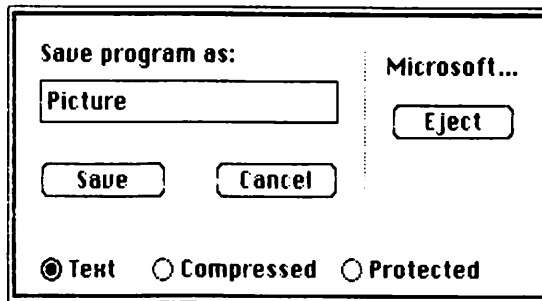 Save program as:
Microsoft...
Picture
Eject
Save
Cancel
Text
Compressed
Protected